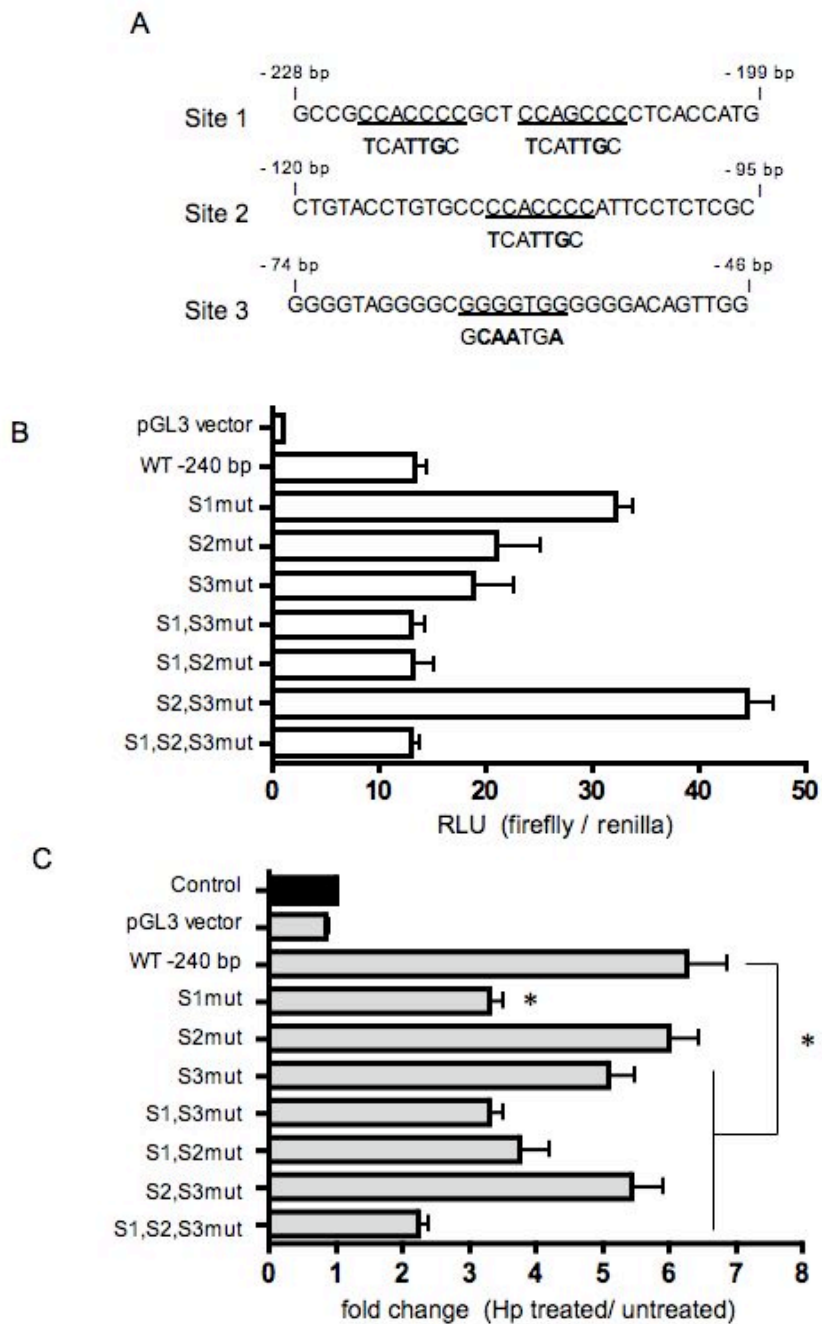 A
- 228 bp - 199 bp
Site 1 GCCGCCACCCCGCT CCAGCCCCTCACCATG
TCATTGC TCATTGC
- 120 bp - 95 bp
Site 2 CTGTACCTGTGCCCCACCCCATTCCTCTCGC
TCATTGC
- 74 bp - 46 bp
Site 3 GGGGTAGGGGCGGGGTGGGGGGACAGTTGG
GCAATGA
B
pGL3 vector
WT -240 bp
S1mut
S2mut
S3mut
S1,S3mut
S1,S2mut
S2,S3mut
S1,S2,S3mut
0 10 20 30 40 50
RLU (firefly / renilla)
C
Control
pGL3 vector
WT -240 bp
S1mut *
S2mut *
S3mut
S1,S3mut
S1,S2mut
S2,S3mut
S1,S2,S3mut
0 1 2 3 4 5 6 7 8
fold change (Hp treated/ untreated)